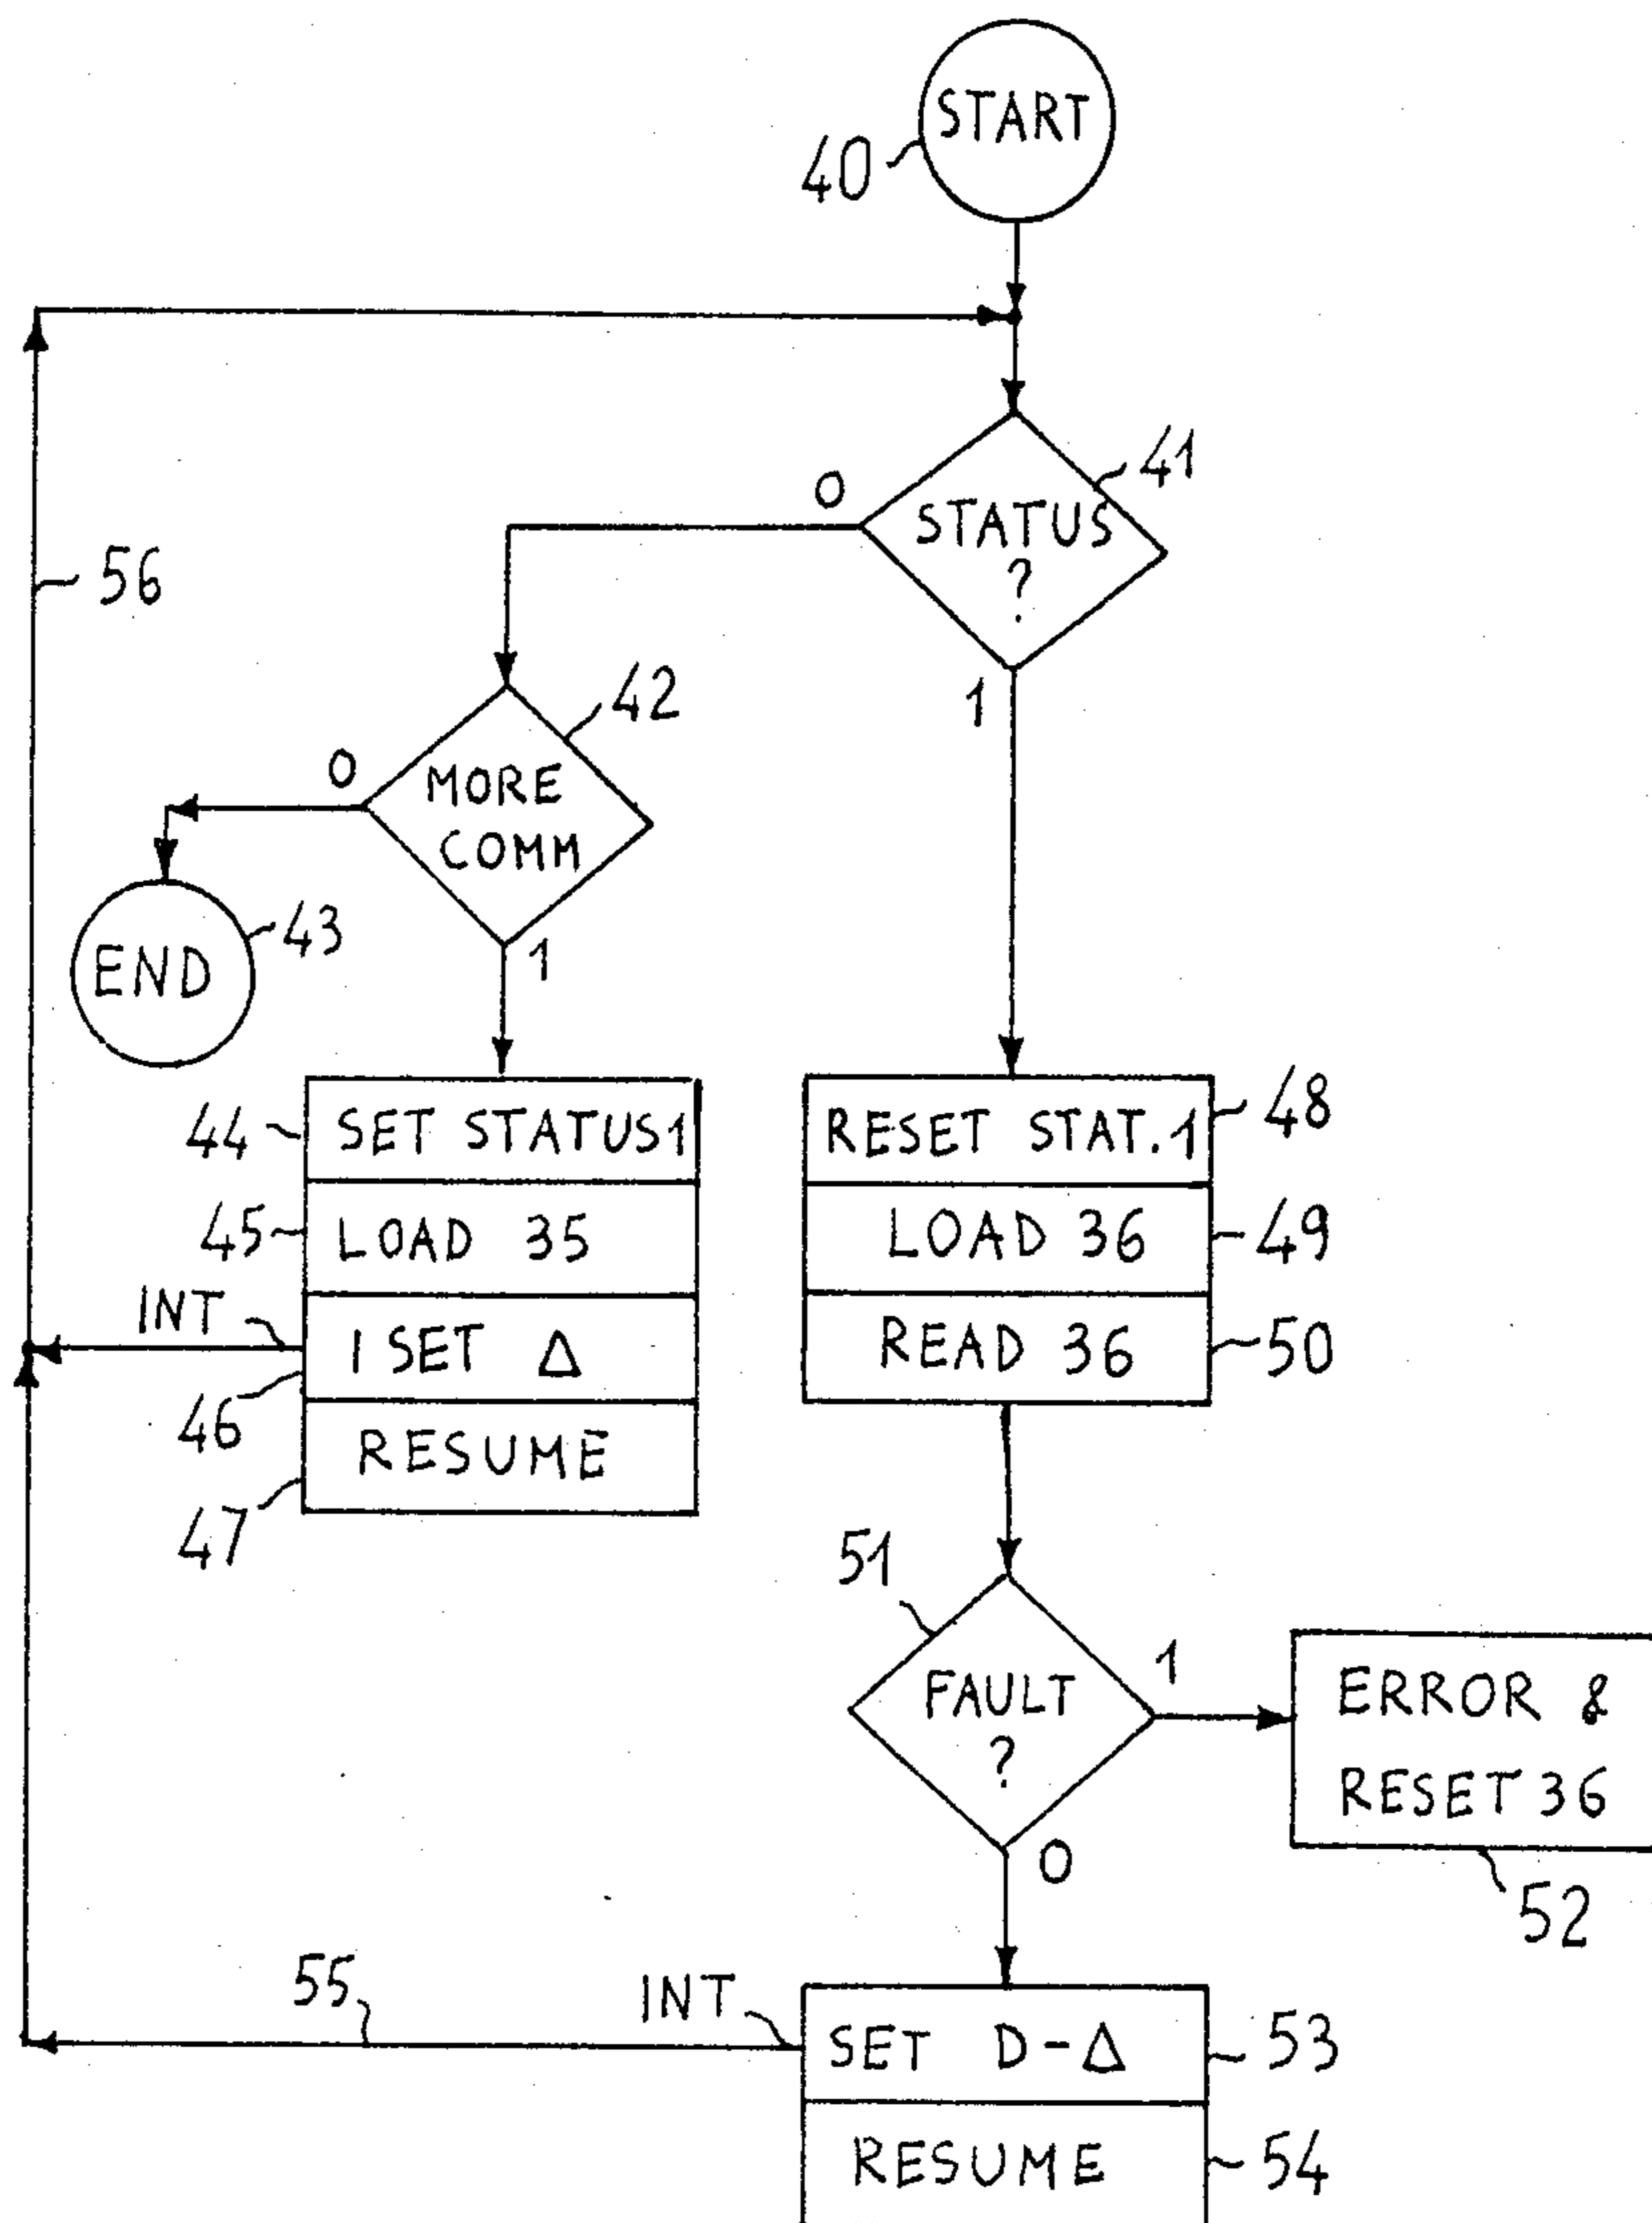 START
40
41
0
STATUS
?
56
1
42
0
MORE
COMM
43
END
1
44
SET STATUS1
RESET STAT. 1
48
45
LOAD 35
LOAD 36
49
INT
I SET Δ
READ 36
50
46
RESUME
47
51
1
FAULT
?
ERROR &
RESET 36
0
52
55
INT
SET D-Δ
53
RESUME
54